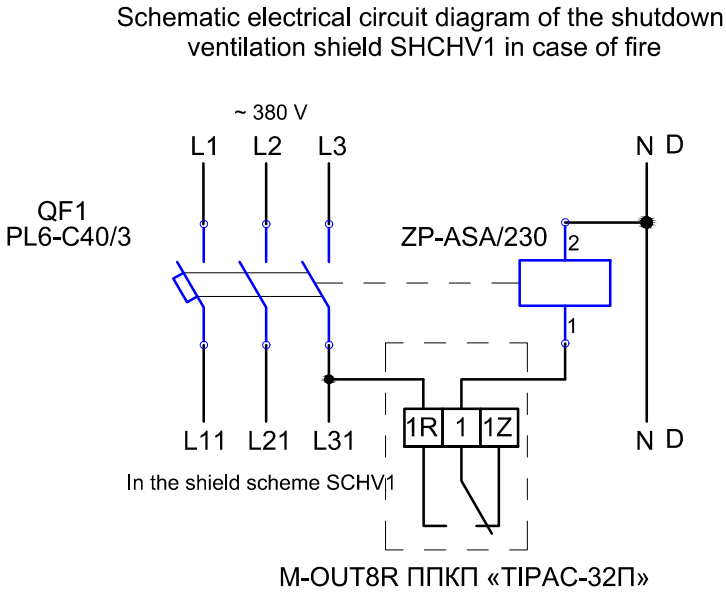 Schematic electrical circuit diagram of the shutdown
ventilation shield SHCHV1 in case of fire
~ 380 V
L1 L2 L3 N D
QF1
PL6-C40/3
ZP-ASA/230
2
1
1R 1 1Z
L11 L21 L31 N D
In the shield scheme SCHV1
M-OUT8R ППКП «TIPAC-32П»